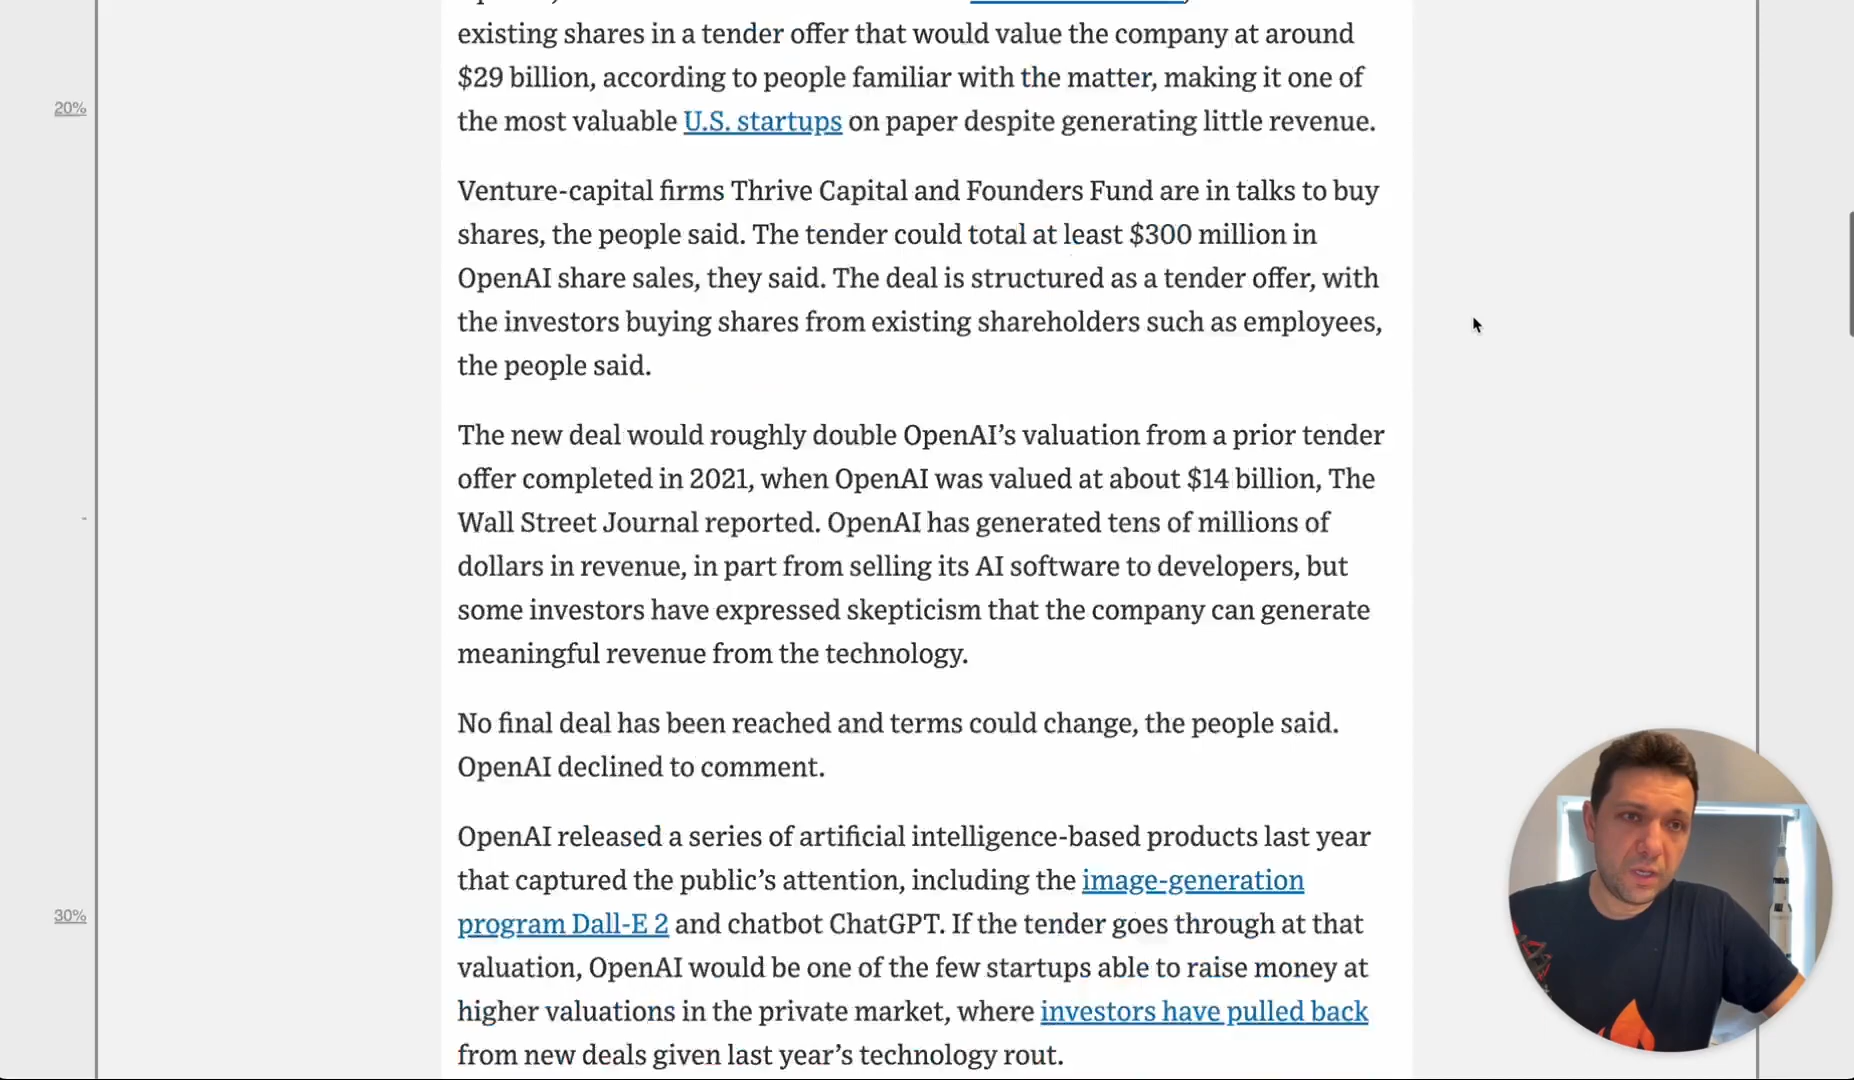 existing shares in a tender offer that would value the company at around
$29 billion, according to people familiar with the matter, making it one of
20%
the most valuable U.S. startups on paper despite generating little revenue.
Venture-capital firms Thrive Capital and Founders Fund are in talks to buy
shares, the people said. The tender could total at least $300 million in
OpenAI share sales, they said. The deal is structured as a tender offer, with
the investors buying shares from existing shareholders such as employees,
the people said.
The new deal would roughly double OpenAI’s valuation from a prior tender
offer completed in 2021, when OpenAI was valued at about $14 billion, The
Wall Street Journal reported. OpenAI has generated tens of millions of
dollars in revenue, in part from selling its AI software to developers, but
some investors have expressed skepticism that the company can generate
meaningful revenue from the technology.
No final deal has been reached and terms could change, the people said.
OpenAI declined to comment.
OpenAI released a series of artificial intelligence-based products last year
that captured the public’s attention, including the image-generation
30%
program Dall-E 2 and chatbot ChatGPT. If the tender goes through at that
valuation, OpenAI would be one of the few startups able to raise money at
higher valuations in the private market, where investors have pulled back
from new deals given last year’s technology rout.